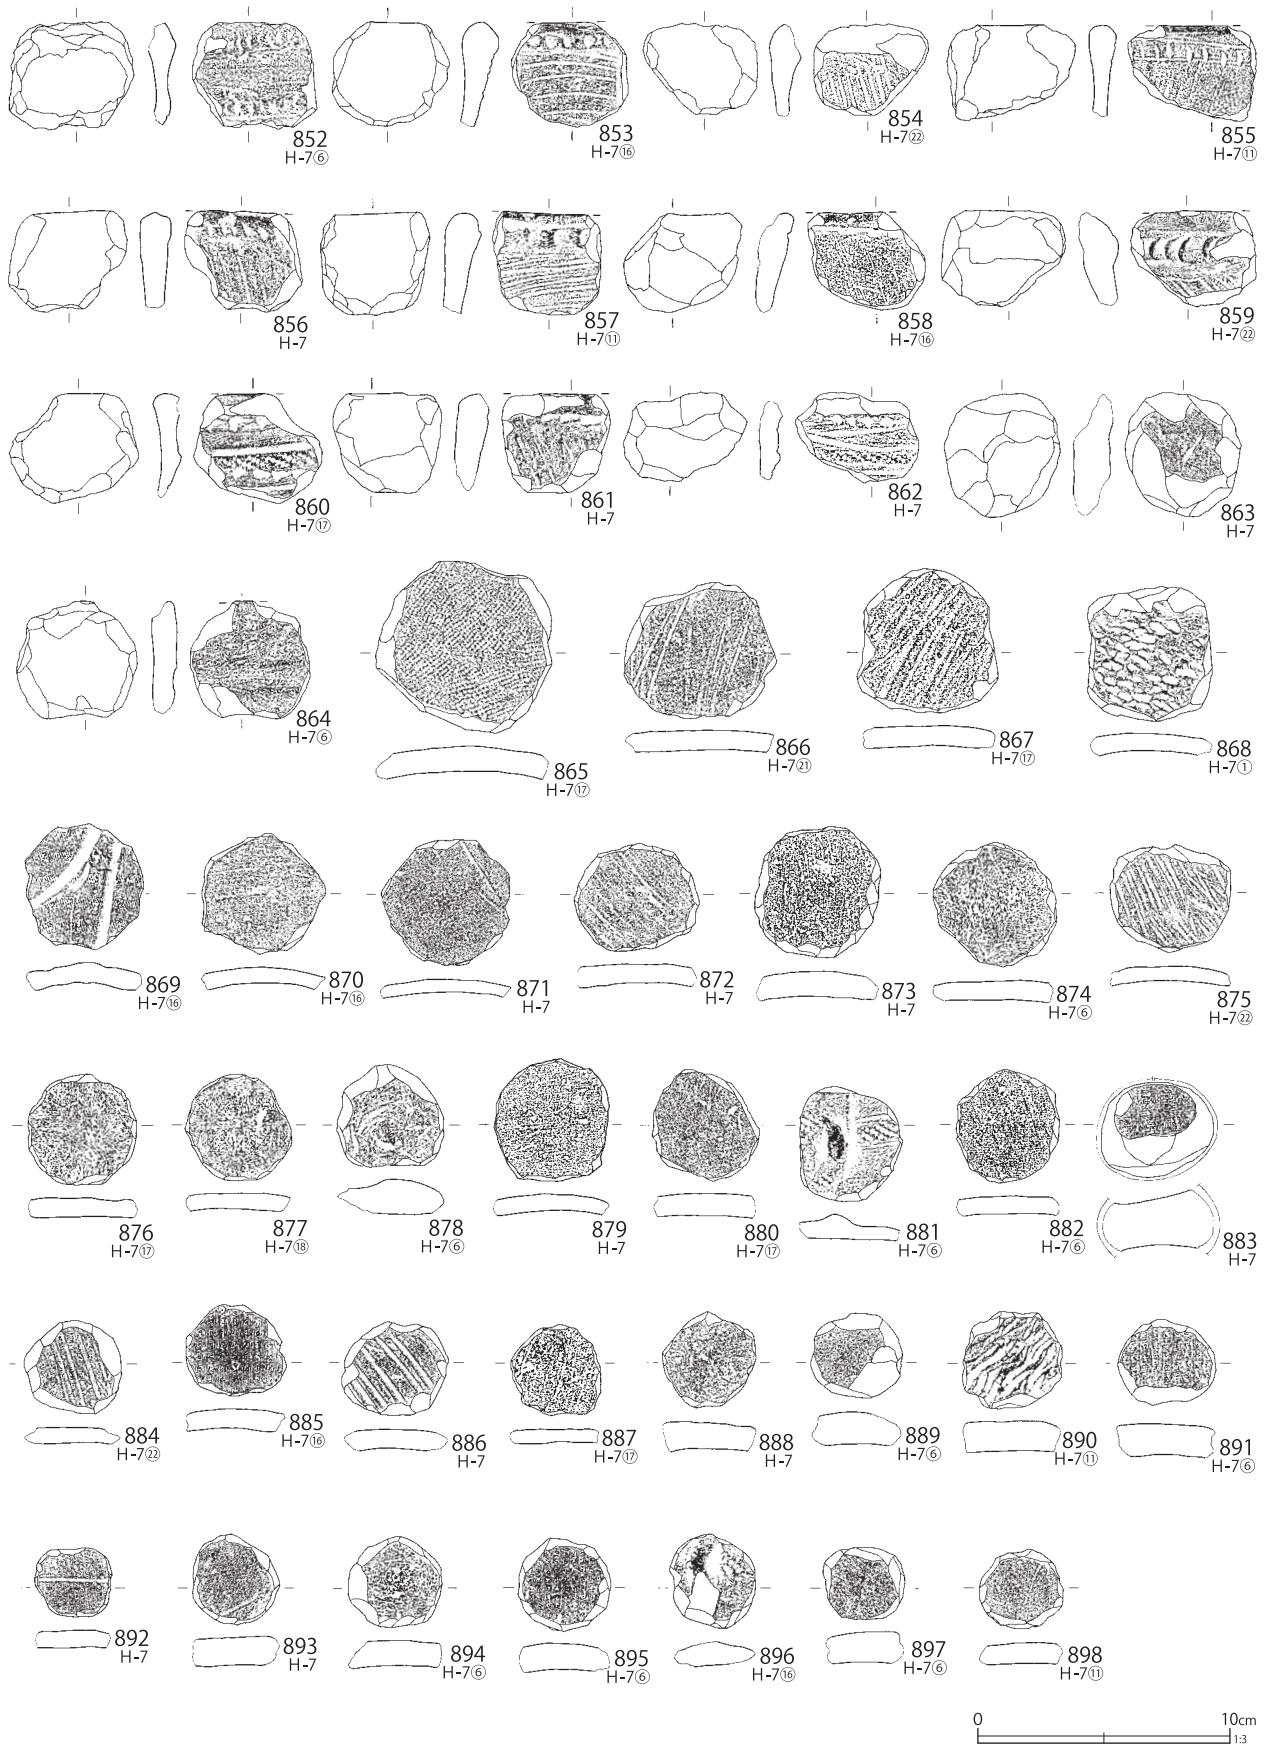 852
H-7⑥
853
H-7⑯
854
H-7㉒
855
H-7⑪
856
H-7
857
H-7⑪
858
H-7⑯
859
H-7㉒
860
H-7⑰
861
H-7
862
H-7
863
H-7
864
H-7⑥
865
H-7⑰
866
H-7㉑
867
H-7⑰
868
H-7①
869
H-7⑯
870
H-7⑯
871
H-7
872
H-7
873
H-7
874
H-7⑥
875
H-7㉒
876
H-7⑰
877
H-7⑱
878
H-7⑥
879
H-7
880
H-7⑰
881
H-7⑥
882
H-7⑥
883
H-7
884
H-7㉒
885
H-7⑯
886
H-7
887
H-7⑰
888
H-7
889
H-7⑥
890
H-7⑪
891
H-7⑥
892
H-7
893
H-7
894
H-7⑥
895
H-7⑥
896
H-7⑯
897
H-7⑥
898
H-7⑪
0 10cm
1:3